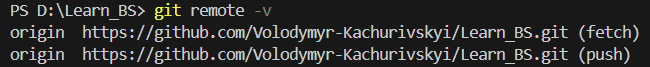 PS D:\Learn_BS> git remote -v
origin  https://github.com/Volodymyr-Kachurivskyi/Learn_BS.git (fetch)
origin  https://github.com/Volodymyr-Kachurivskyi/Learn_BS.git (push)